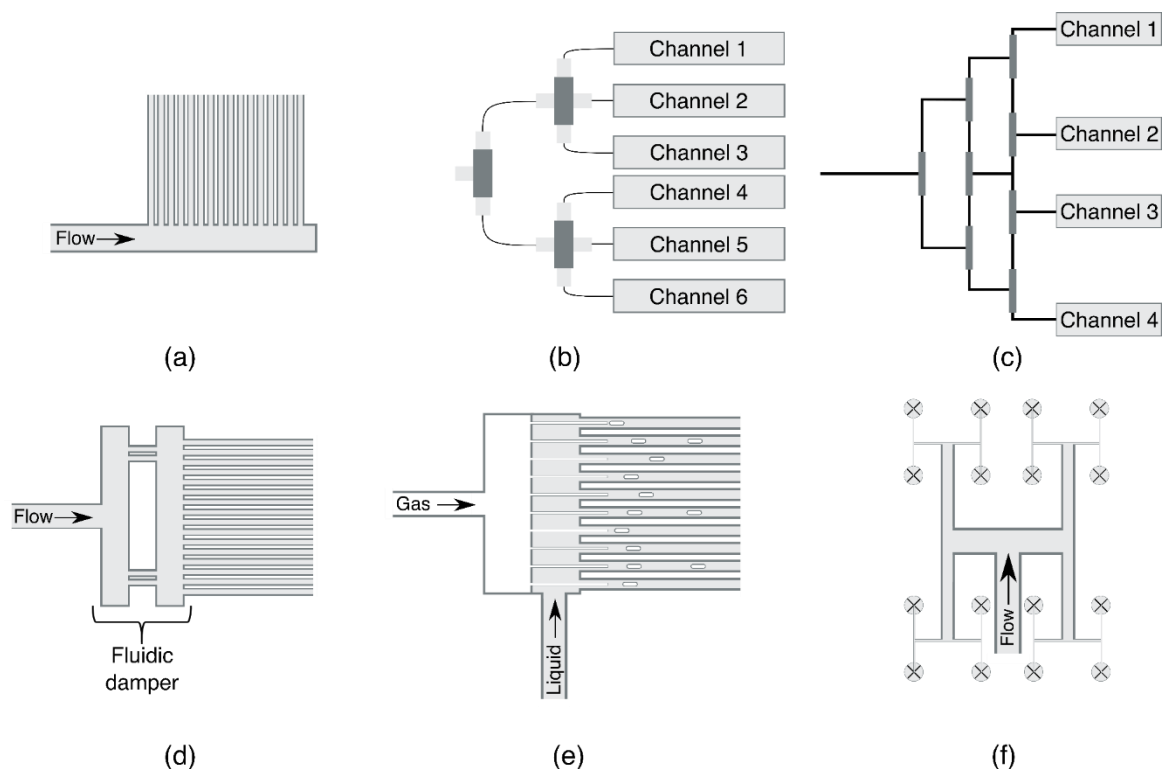 Flow
(a)
Channel 1
Channel 2
Channel 3
Channel 4
Channel 5
Channel 6
(b)
Channel 1
Channel 2
Channel 3
Channel 4
(c)
Flow
Fluidic
damper
(d)
Gas
Liquid
(e)
Flow
(f)